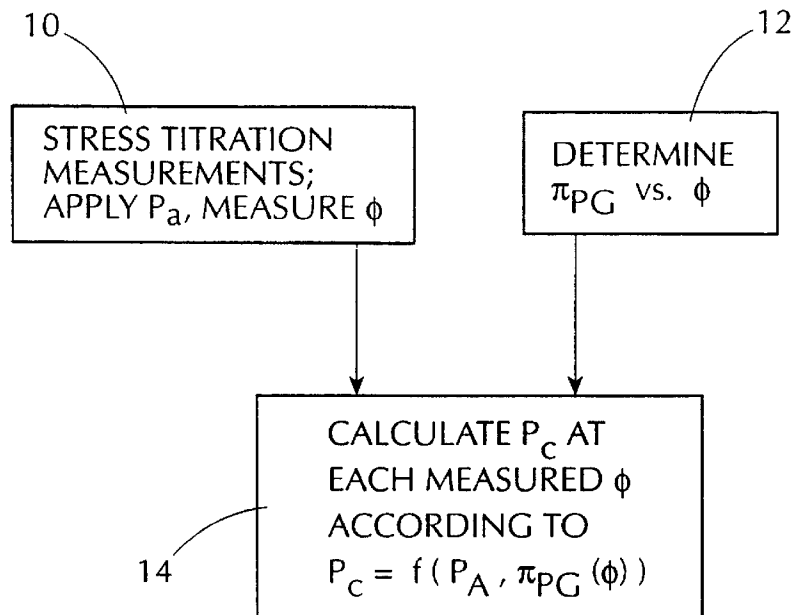 10
12
STRESS TITRATION
MEASUREMENTS;
APPLY Pa, MEASURE ϕ
DETERMINE
πPG vs. ϕ
CALCULATE Pc AT
EACH MEASURED ϕ
ACCORDING TO
Pc = f ( PA , πPG (ϕ) )
14